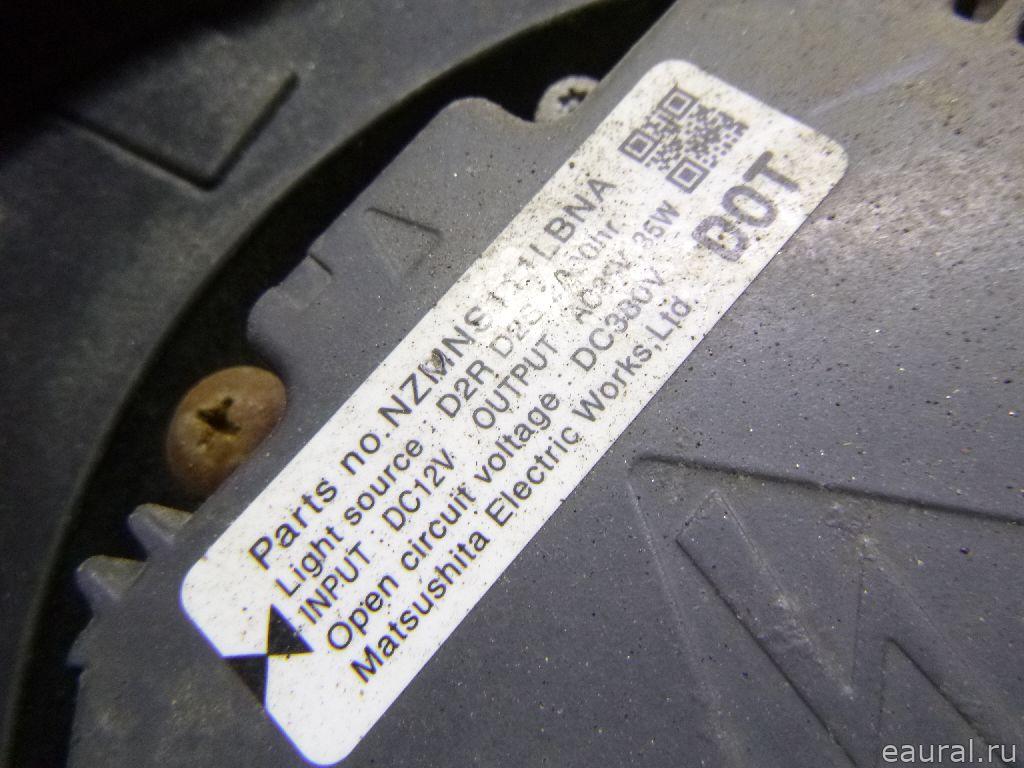 Parts no.
Light source : D2R D2S
INPUT DC12V OUTPUT 35W
Open circuit voltage DC380V
Matsushita Electric Works,Ltd.
DOT
eaural.ru